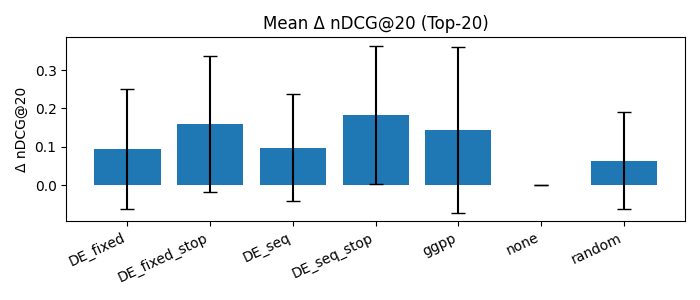 Mean Δ nDCG@20 (Top-20)
Δ nDCG@20
0.3
0.2
0.1
0.0
DE_fixed
DE_fixed_stop
DE_seq
DE_seq_stop
ggpp
none
random